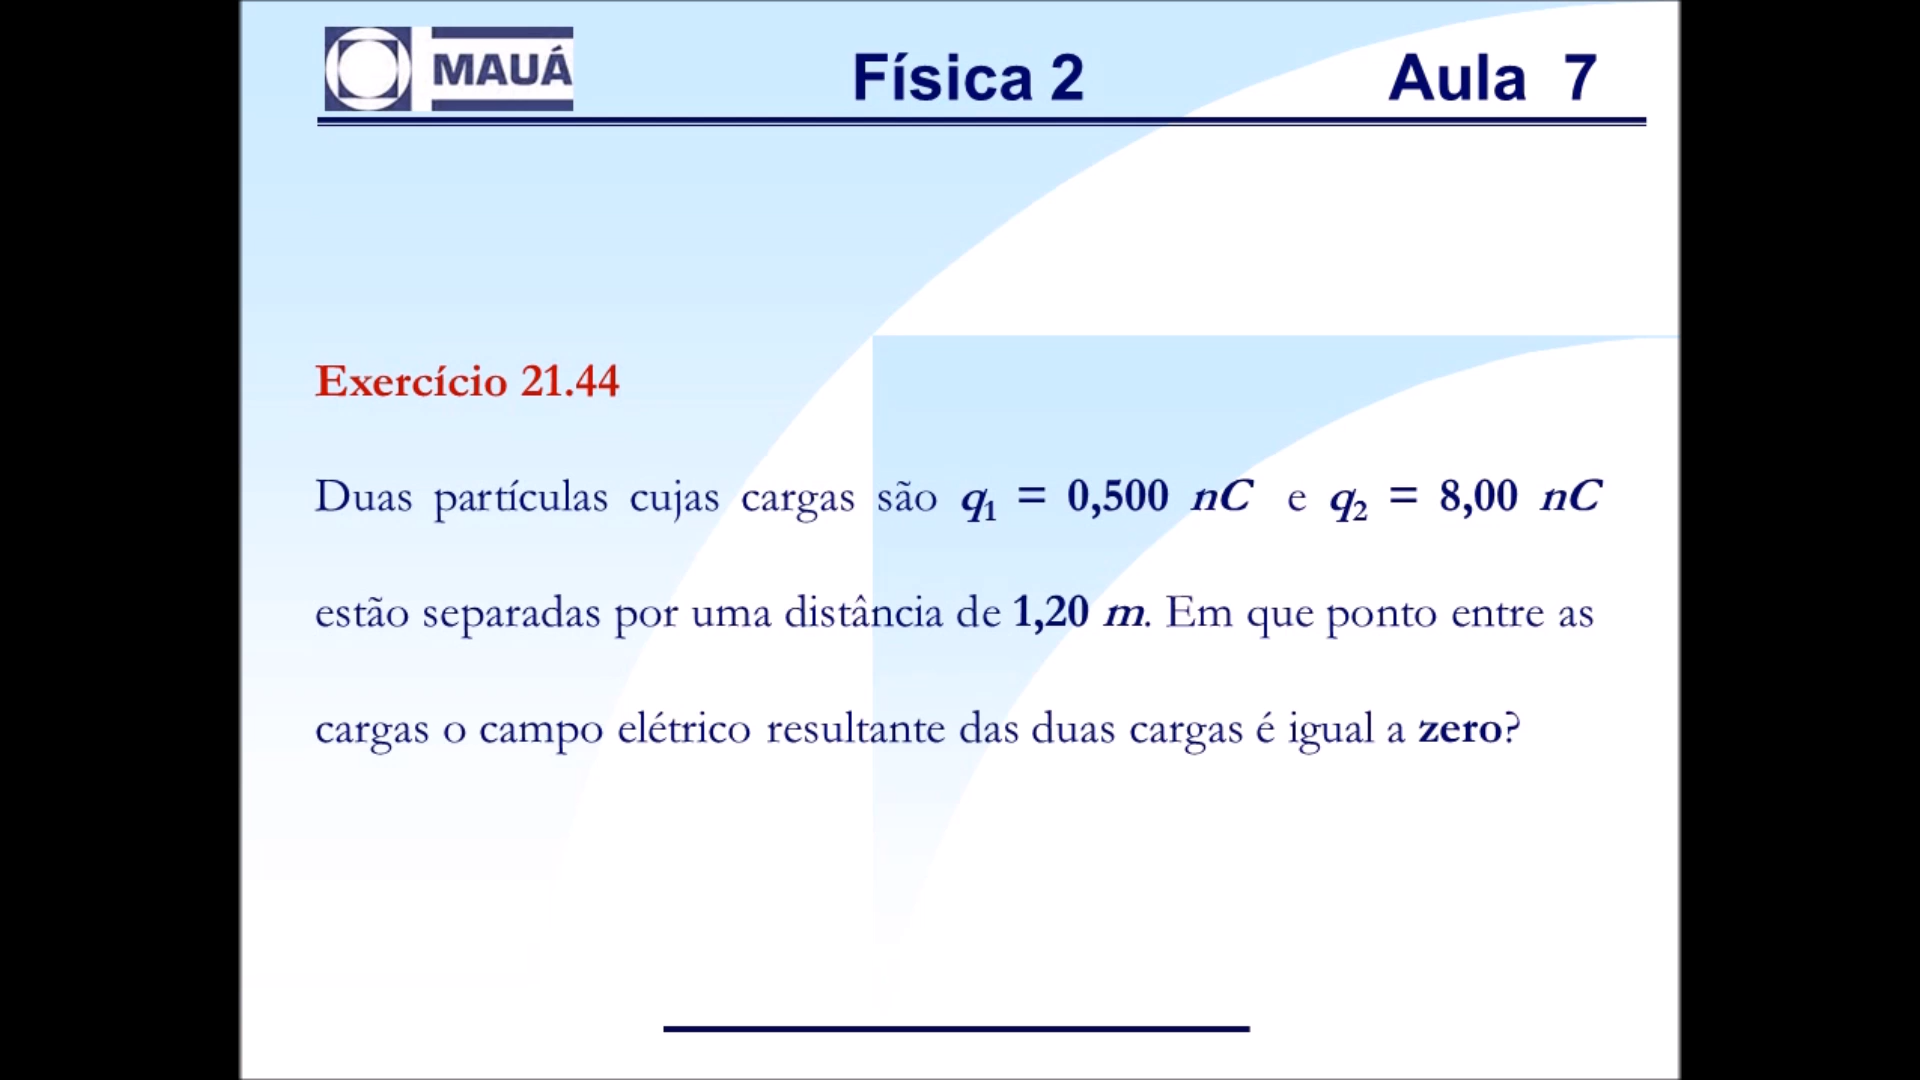 MAUÁ
Física 2
Aula 7
Exercício 21.44
Duas partículas cujas cargas são q₁ = 0,500 nC e q₂ = 8,00 nC
estão separadas por uma distância de 1,20 m. Em que ponto entre as
cargas o campo elétrico resultante das duas cargas é igual a zero?